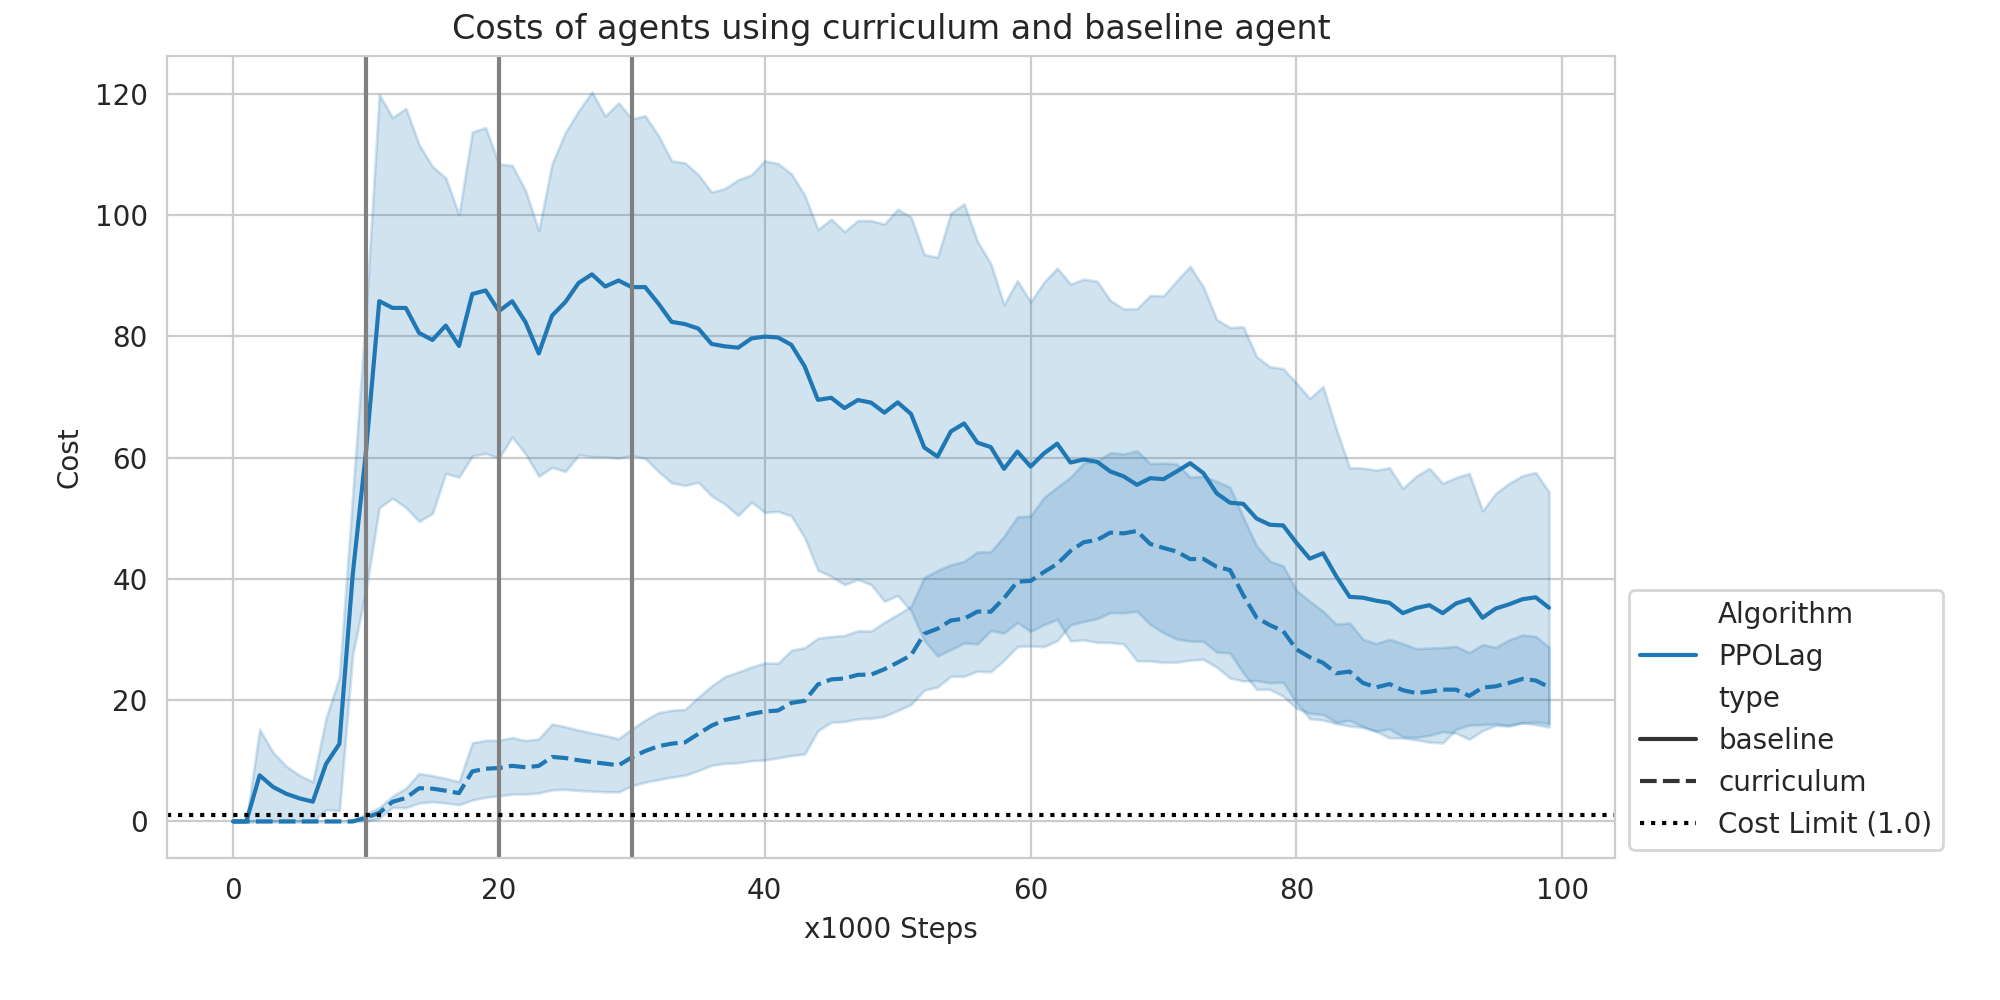 Costs of agents using curriculum and baseline agent
120
100
80
60
40
20
0
Cost
0 20 40 60 80 100
x1000 Steps
Algorithm
PPOLag
type
baseline
curriculum
Cost Limit (1.0)